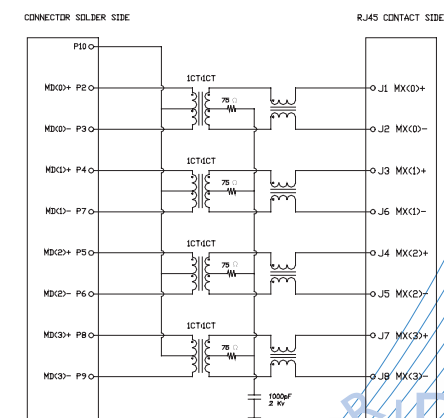 CONNECTOR SOLDER SIDE
RJ45 CONTACT SIDE
P10
1CT:1CT
MD(0)+ P2
75 Ω
J1 MX(0)+
MD(0)- P3
J2 MX(0)-
1CT:1CT
MD(1)+ P4
75 Ω
J3 MX(1)+
MD(1)- P7
J6 MX(1)-
1CT:1CT
MD(2)+ P5
75 Ω
J4 MX(2)+
MD(2)- P6
J5 MX(2)-
1CT:1CT
MD(3)+ P8
75 Ω
J7 MX(3)+
MD(3)- P9
J8 MX(3)-
1000pF
2 Kv